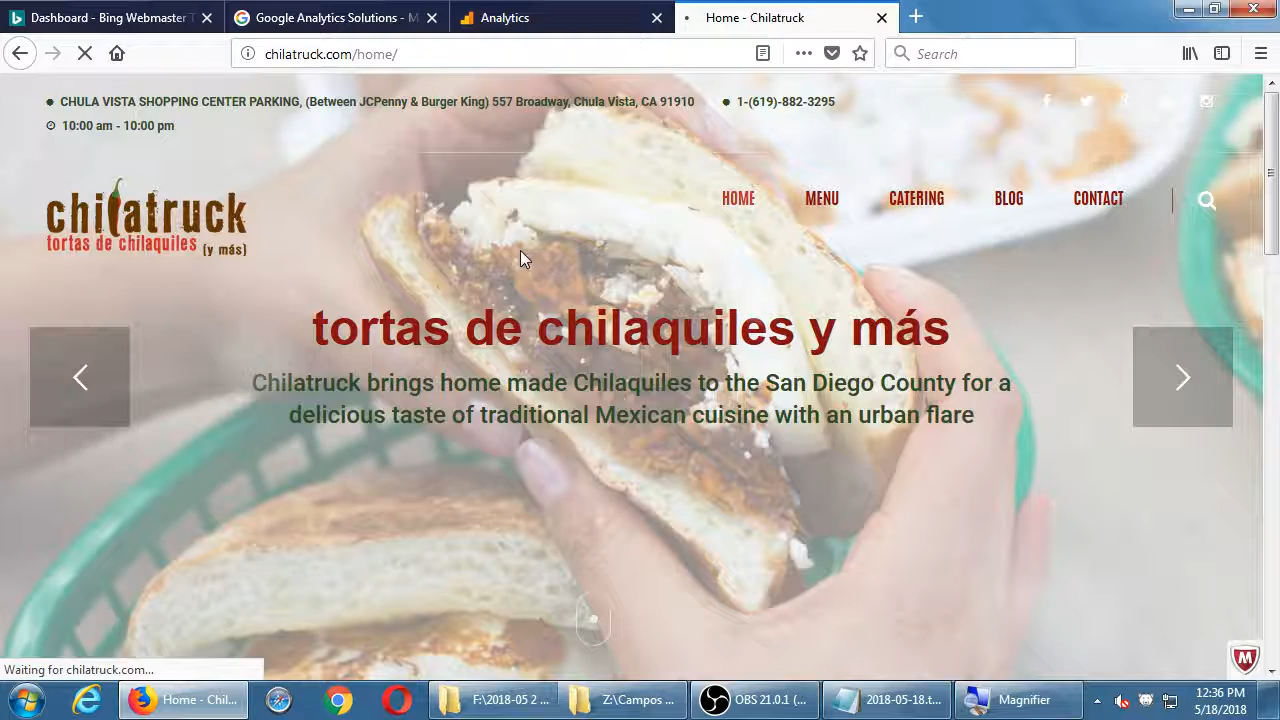 Dashboard - Bing Webmaster T
Google Analytics Solutions - M
Analytics
Home - Chilatruck
chilatruck.com/home/
Search
CHULA VISTA SHOPPING CENTER PARKING, (Between JCPenny & Burger King) 557 Broadway, Chula Vista, CA 91910
1-(619)-882-3295
10:00 am - 10:00 pm
chilatruck
tortas de chilaquiles (y más)
HOME
MENU
CATERING
BLOG
CONTACT
tortas de chilaquiles y más
Chilatruck brings home made Chilaquiles to the San Diego County for a
delicious taste of traditional Mexican cuisine with an urban flare
Waiting for chilatruck.com...
Home - Chil...
F:\2018-05 2 ...
Z:\Campos ...
OBS 21.0.1 (...
2018-05-18.t...
Magnifier
12:36 PM
5/18/2018